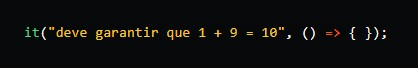 it("deve garantir que 1 + 9 = 10", () => { });